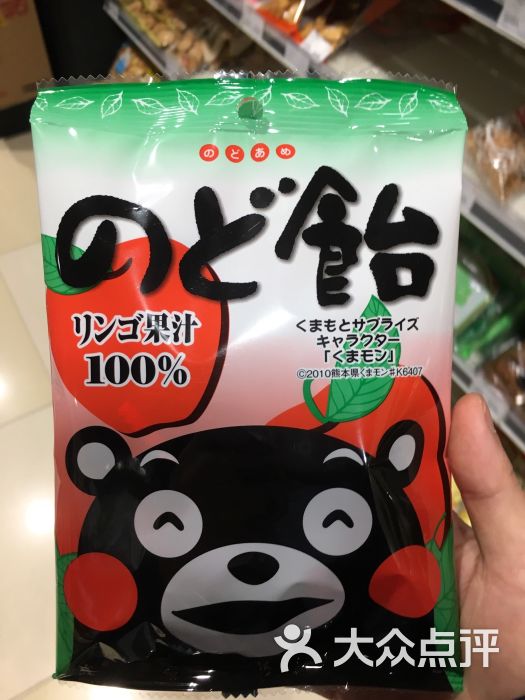 のどあめ
のど飴
リンゴ果汁
100%
くまもとサプライズ
キャラクター
「くまモン」
©2010熊本県くまモン#K6407
大众点评